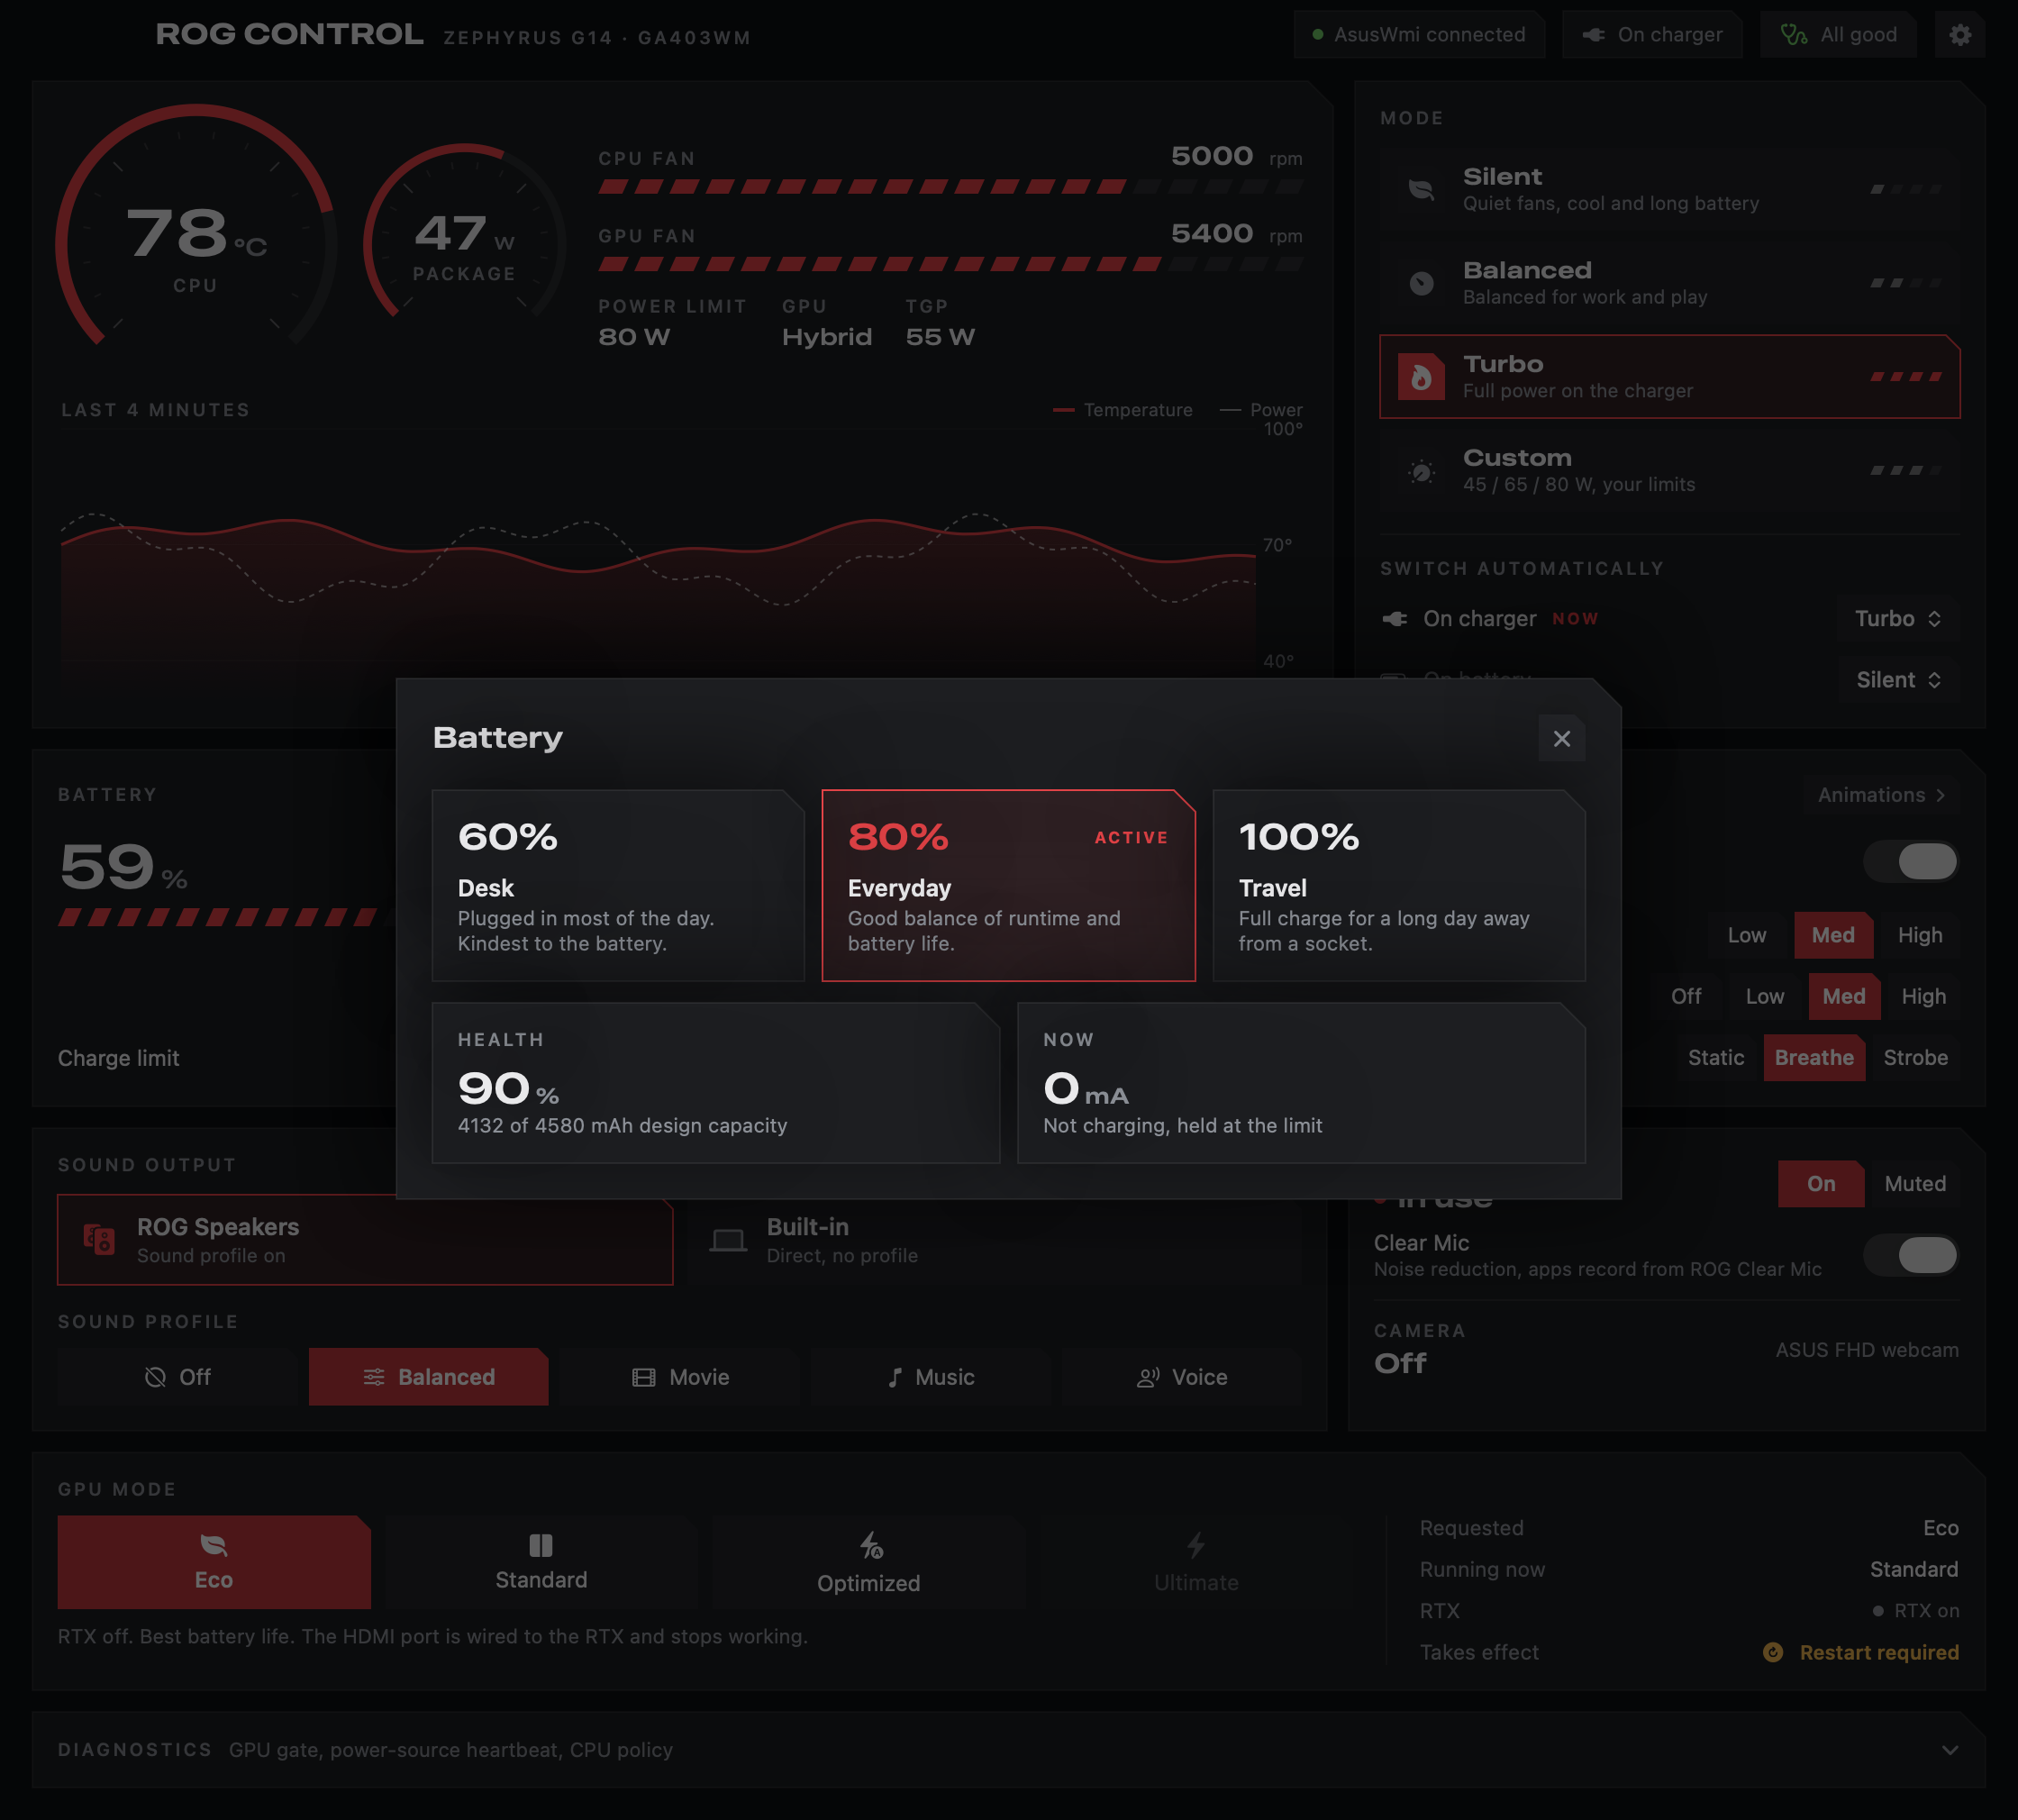 ROG CONTROL ZEPHYRUS G14 · GA403WM
AsusWmi connected
On charger
All good
78 °C
CPU
47 W
PACKAGE
CPU FAN 5000 rpm
GPU FAN 5400 rpm
POWER LIMIT GPU TGP
80 W Hybrid 55 W
LAST 4 MINUTES
Temperature Power
100°
70°
40°
MODE
Silent
Quiet fans, cool and long battery
Balanced
Balanced for work and play
Turbo
Full power on the charger
Custom
45 / 65 / 80 W, your limits
SWITCH AUTOMATICALLY
On charger NOW Turbo
On battery Silent
BATTERY
59 %
Charge limit
Battery
60%
Desk
Plugged in most of the day.
Kindest to the battery.
80% ACTIVE
Everyday
Good balance of runtime and
battery life.
100%
Travel
Full charge for a long day away
from a socket.
HEALTH
90 %
4132 of 4580 mAh design capacity
NOW
0 mA
Not charging, held at the limit
Animations
Low Med High
Off Low Med High
Static Breathe Strobe
SOUND OUTPUT
ROG Speakers
Sound profile on
Built-in
Direct, no profile
SOUND PROFILE
Off Balanced Movie Music Voice
In use
On Muted
Clear Mic
Noise reduction, apps record from ROG Clear Mic
CAMERA
Off
ASUS FHD webcam
GPU MODE
Eco Standard Optimized Ultimate
RTX off. Best battery life. The HDMI port is wired to the RTX and stops working.
Requested Eco
Running now Standard
RTX RTX on
Takes effect Restart required
DIAGNOSTICS GPU gate, power-source heartbeat, CPU policy